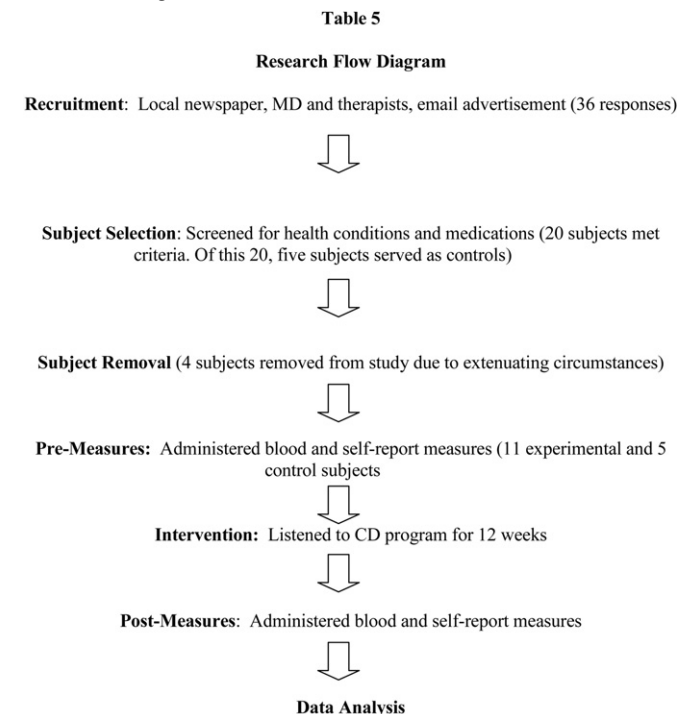 Table 5
Research Flow Diagram
Recruitment: Local newspaper, MD and therapists, email advertisement (36 responses)
Subject Selection: Screened for health conditions and medications (20 subjects met
criteria. Of this 20, five subjects served as controls)
Subject Removal (4 subjects removed from study due to extenuating circumstances)
Pre-Measures: Administered blood and self-report measures (11 experimental and 5
control subjects
Intervention: Listened to CD program for 12 weeks
Post-Measures: Administered blood and self-report measures
Data Analysis